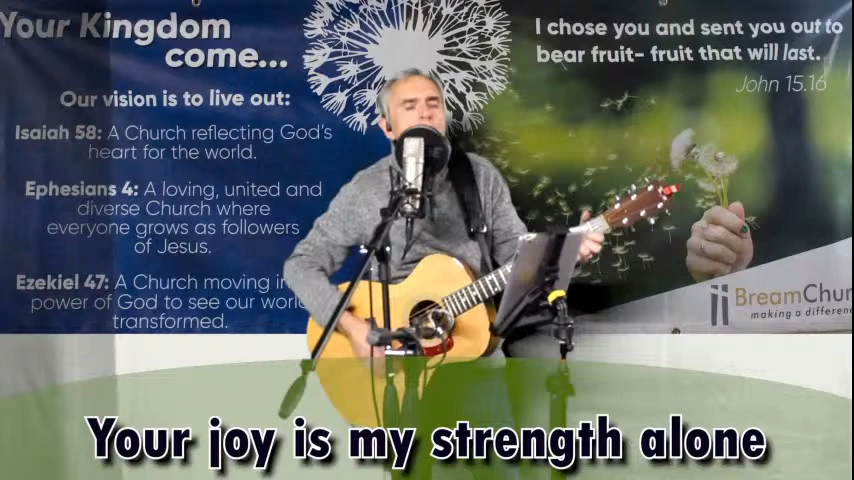 Your Kingdom
come...
Our vision is to live out:
Isaiah 58: A Church reflecting God's
heart for the world.
Ephesians 4: A loving, united and
diverse Church where
everyone grows as followers
of Jesus.
Ezekiel 47: A Church moving in
power of God to see our world
transformed.
I chose you and sent you out to
bear fruit- fruit that will last.
John 15.16
BreamChur
making a differenc
Your joy is my strength alone